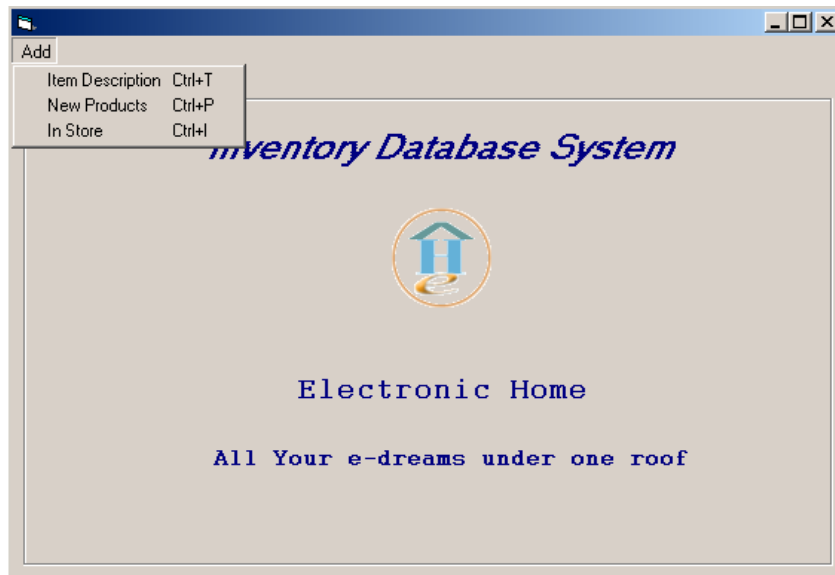 Add
Item Description Ctrl+T
New Products Ctrl+P
In Store Ctrl+I
Inventory Database System
H
e
Electronic Home
All Your e-dreams under one roof